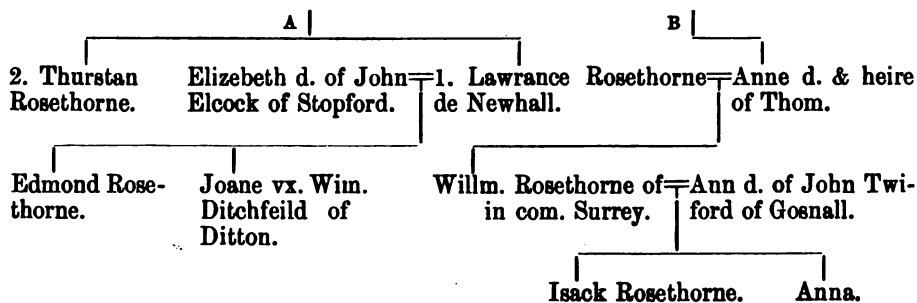 A B
2. Thurstan Elizebeth d. of John 1. Lawrance Rosethorne Anne d. & heire
Rosethorne. Elcock of Stopford. de Newhall. of Thom.
Edmond Rose- Joane vx. Wim. Willm. Rosethorne of Ann d. of John Twi-
thorne. Ditchfeild of in com. Surrey. ford of Gosnall.
Ditton.
Isack Rosethorne. Anna.